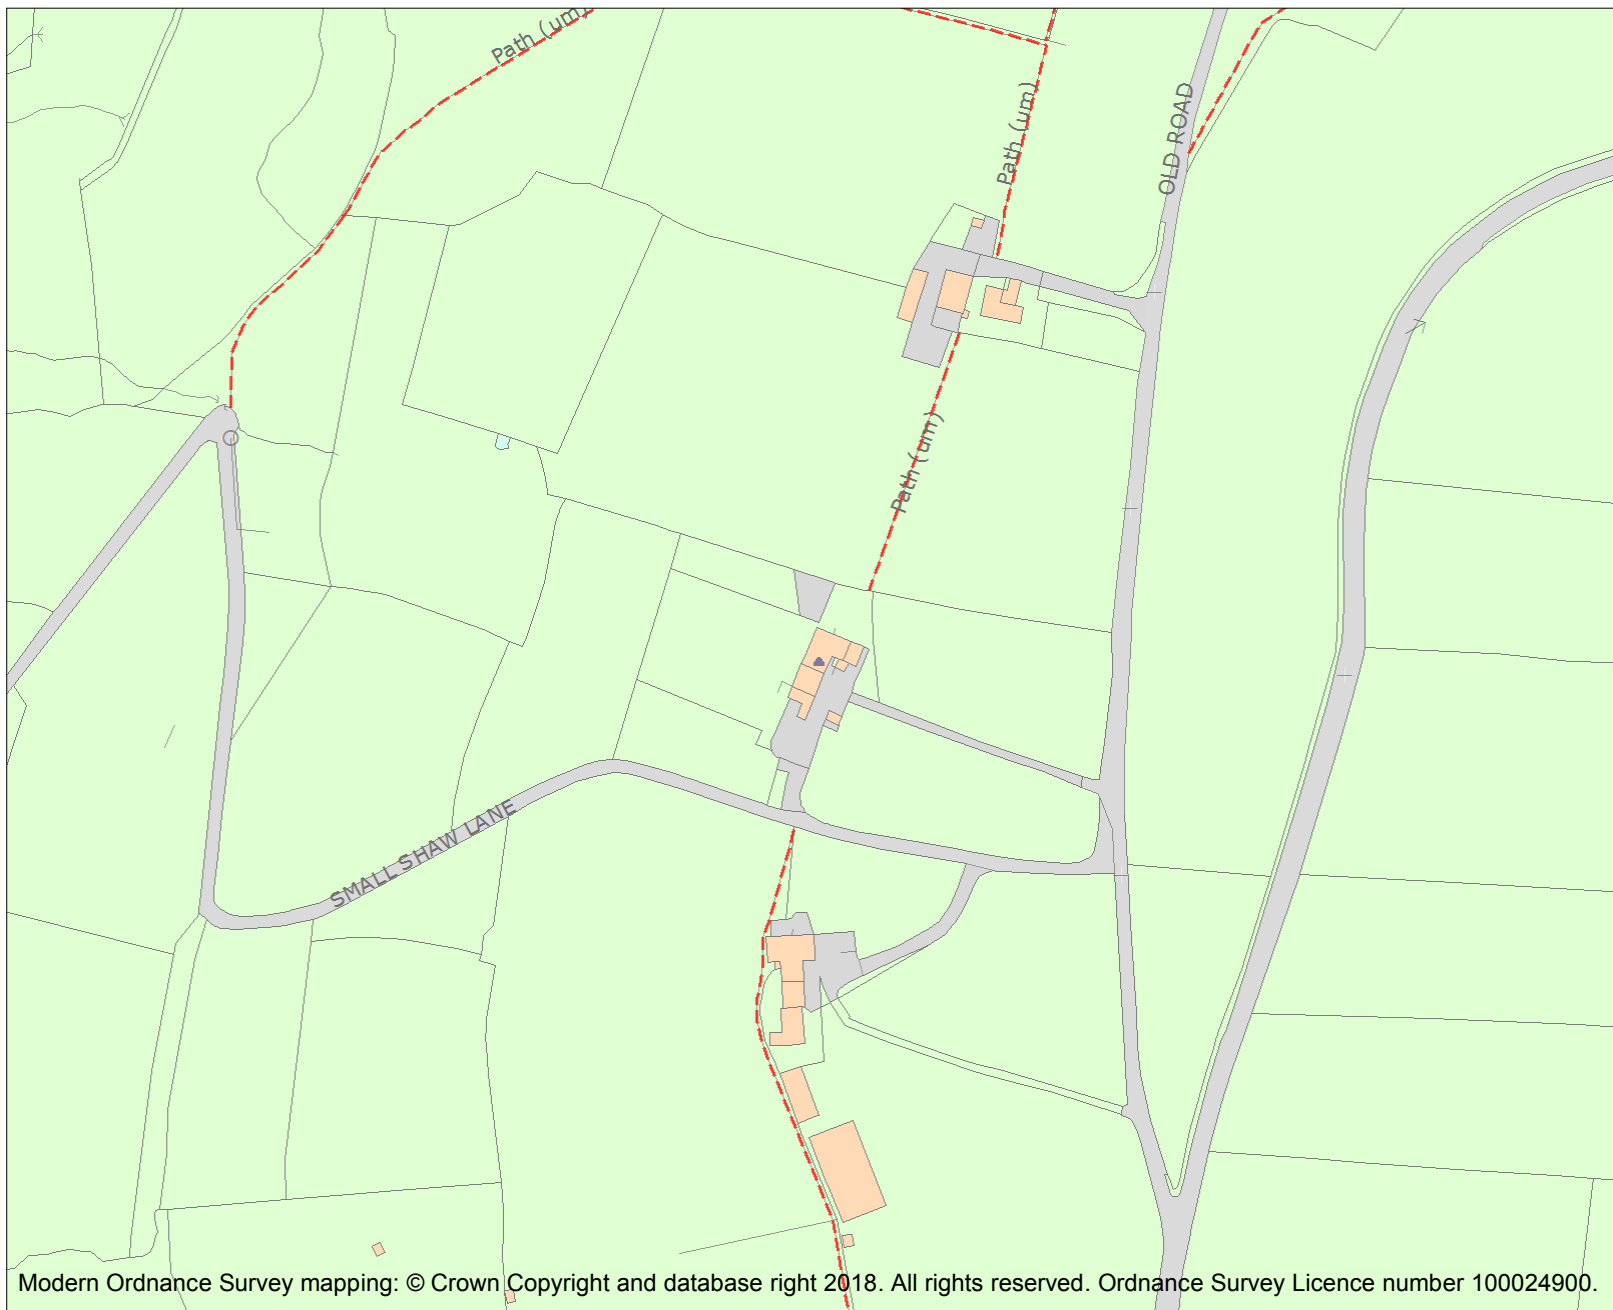 Path (um)
Path (um)
OLD ROAD
Path (um)
SMALL SHAW LANE
Modern Ordnance Survey mapping: © Crown Copyright and database right 2018. All rights reserved. Ordnance Survey Licence number 100024900.